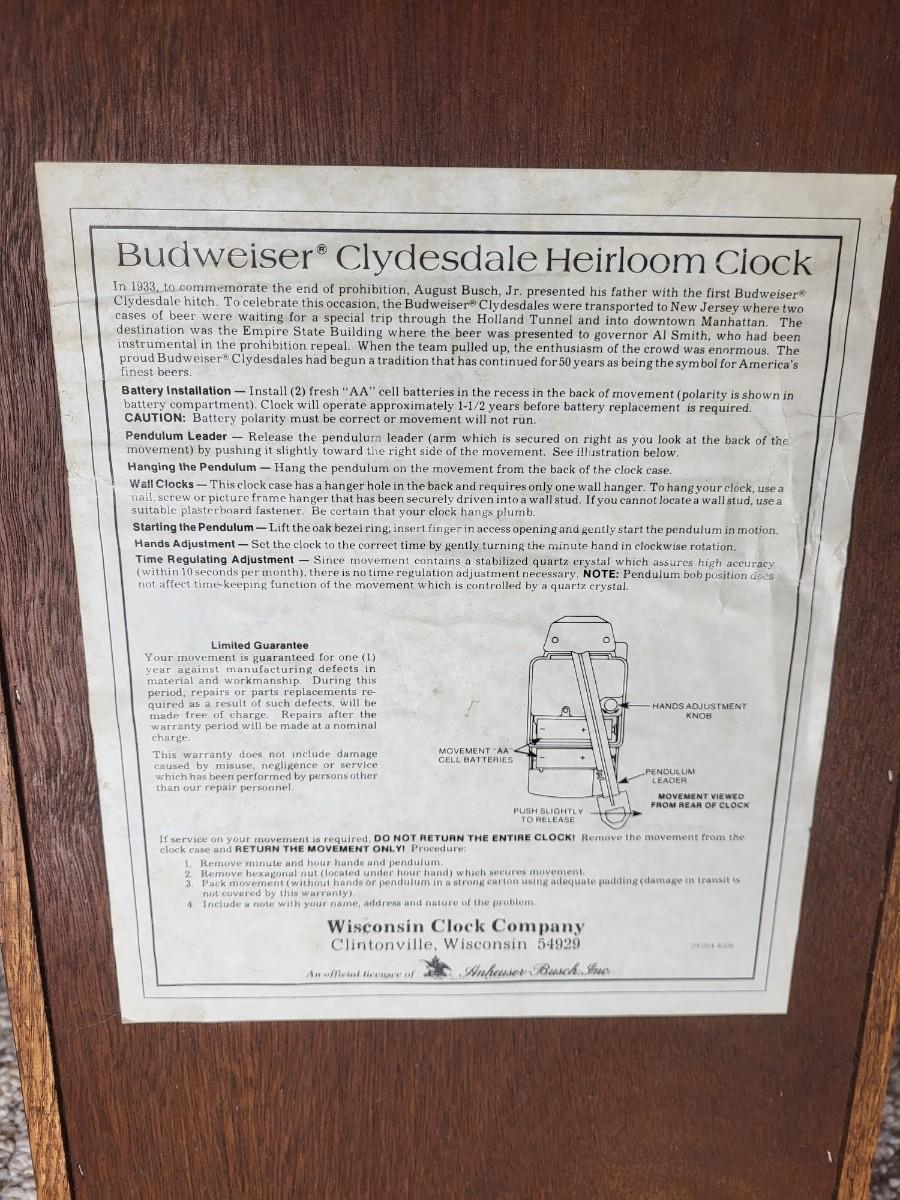 Budweiser® Clydesdale Heirloom Clock
In 1933, to commemorate the end of prohibition, August Busch, Jr. presented his father with the first Budweiser®
Clydesdale hitch. To celebrate this occasion, the Budweiser® Clydesdales were transported to New Jersey where two
cases of beer were waiting for a special trip through the Holland Tunnel and into downtown Manhattan. The
destination was the Empire State Building where the beer was presented to governor Al Smith, who had been
instrumental in the prohibition repeal. When the team pulled up, the enthusiasm of the crowd was enormous. The
proud Budweiser® Clydesdales had begun a tradition that has continued for 50 years as being the symbol for America's
finest beers.
Battery Installation — Install (2) fresh "AA" cell batteries in the recess in the back of movement (polarity is shown in
battery compartment). Clock will operate approximately 1-1/2 years before battery replacement is required.
CAUTION: Battery polarity must be correct or movement will not run.
Pendulum Leader — Release the pendulum leader (arm which is secured on right as you look at the back of the
movement) by pushing it slightly toward the right side of the movement. See illustration below.
Hanging the Pendulum — Hang the pendulum on the movement from the back of the clock case.
Wall Clocks — This clock case has a hanger hole in the back and requires only one wall hanger. To hang your clock, use a
nail, screw or picture frame hanger that has been securely driven into a wall stud. If you cannot locate a wall stud, use a
suitable plasterboard fastener. Be certain that your clock hangs plumb.
Starting the Pendulum — Lift the oak bezel ring; insert finger in access opening and gently start the pendulum in motion.
Hands Adjustment — Set the clock to the correct time by gently turning the minute hand in clockwise rotation.
Time Regulating Adjustment — Since movement contains a stabilized quartz crystal which assures high accuracy
(within 10 seconds per month), there is no time regulation adjustment necessary. NOTE: Pendulum bob position does
not affect time-keeping function of the movement which is controlled by a quartz crystal.
Limited Guarantee
Your movement is guaranteed for one (1)
year against manufacturing defects in
material and workmanship. During this
period, repairs or parts replacements re-
quired as a result of such defects, will be
made free of charge. Repairs after the
warranty period will be made at a nominal
charge.
This warranty does not include damage
caused by misuse, negligence or service
which has been performed by persons other
than our repair personnel.
HANDS ADJUSTMENT
KNOB
MOVEMENT "AA"
CELL BATTERIES
PENDULUM
LEADER
MOVEMENT VIEWED
FROM REAR OF CLOCK
PUSH SLIGHTLY
TO RELEASE
If service on your movement is required, DO NOT RETURN THE ENTIRE CLOCK! Remove the movement from the
clock case and RETURN THE MOVEMENT ONLY! Procedure:
1. Remove minute and hour hands and pendulum.
2. Remove hexagonal nut (located under hour hand) which secures movement.
3. Pack movement (without hands or pendulum in a strong carton using adequate padding (damage in transit is
not covered by this warranty).
4. Include a note with your name, address and nature of the problem.
Wisconsin Clock Company
Clintonville, Wisconsin 54929
An official licensee of Anheuser-Busch, Inc.